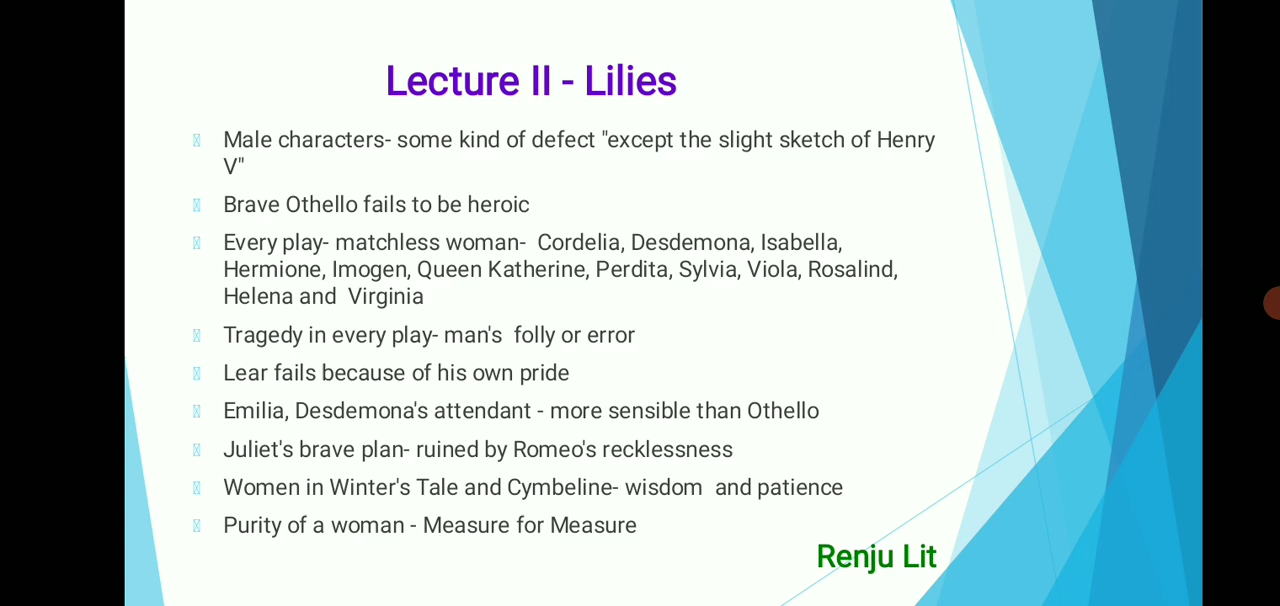 Lecture II - Lilies
Male characters- some kind of defect "except the slight sketch of Henry
V"
Brave Othello fails to be heroic
Every play- matchless woman-  Cordelia, Desdemona, Isabella,
Hermione, Imogen, Queen Katherine, Perdita, Sylvia, Viola, Rosalind,
Helena and  Virginia
Tragedy in every play- man's  folly or error
Lear fails because of his own pride
Emilia, Desdemona's attendant - more sensible than Othello
Juliet's brave plan- ruined by Romeo's recklessness
Women in Winter's Tale and Cymbeline- wisdom  and patience
Purity of a woman - Measure for Measure
Renju Lit